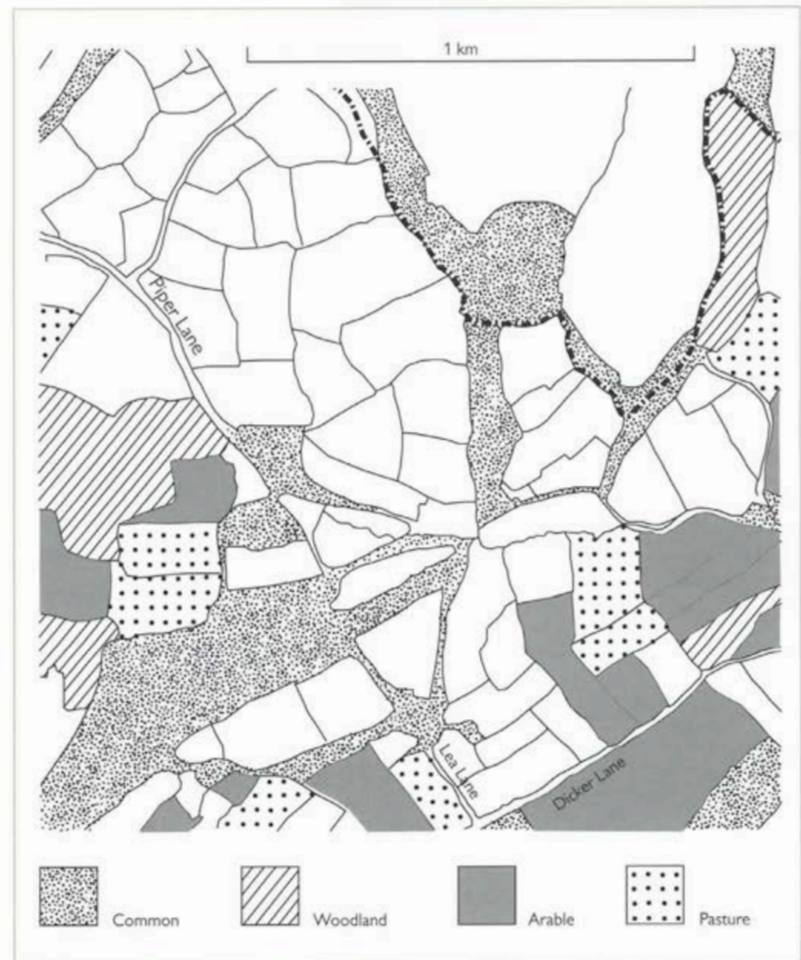 1 km
Piper Lane
Lea Lane
Dicker Lane
Common
Woodland
Arable
Pasture